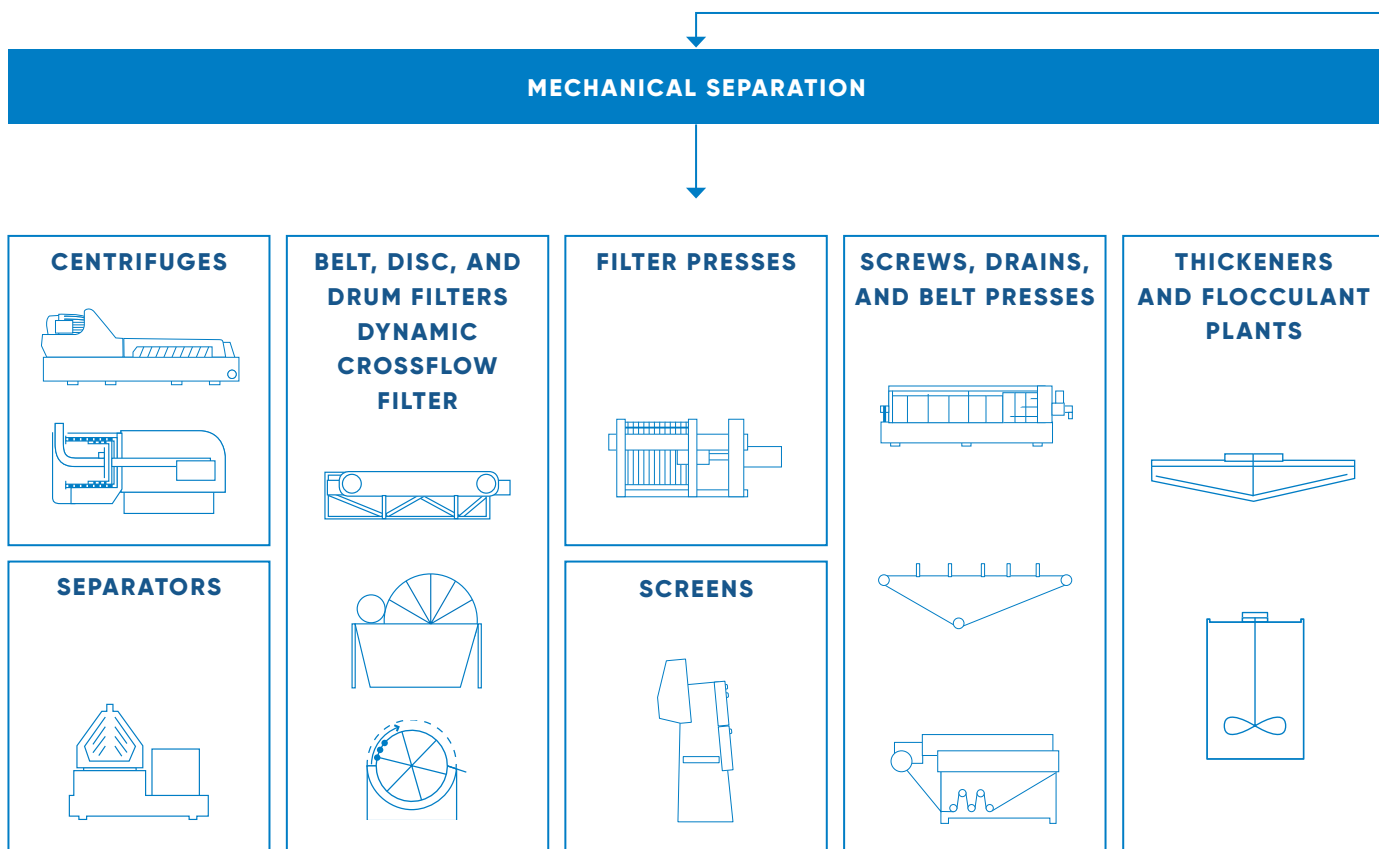 MECHANICAL SEPARATION
CENTRIFUGES
BELT, DISC, AND
DRUM FILTERS
DYNAMIC
CROSSFLOW
FILTER
FILTER PRESSES
SCREWS, DRAINS,
AND BELT PRESSES
THICKENERS
AND FLOCCULANT
PLANTS
SEPARATORS
SCREENS